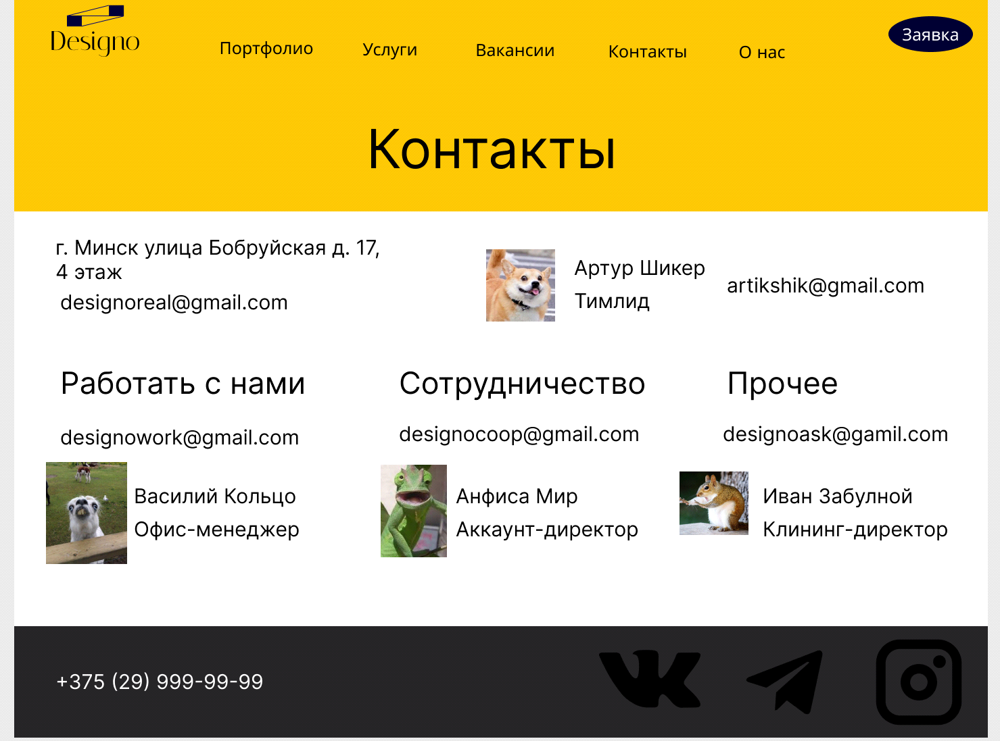 Designo
Портфолио
Услуги
Вакансии
Контакты
О нас
Заявка
Контакты
г. Минск улица Бобруйская д. 17,
4 этаж
designoreal@gmail.com
Артур Шикер
Тимлид
artikshik@gmail.com
Работать с нами
designowork@gmail.com
Василий Кольцо
Офис-менеджер
Сотрудничество
designocoop@gmail.com
Анфиса Мир
Аккаунт-директор
Прочее
designoask@gamil.com
Иван Забулной
Клининг-директор
+375 (29) 999-99-99